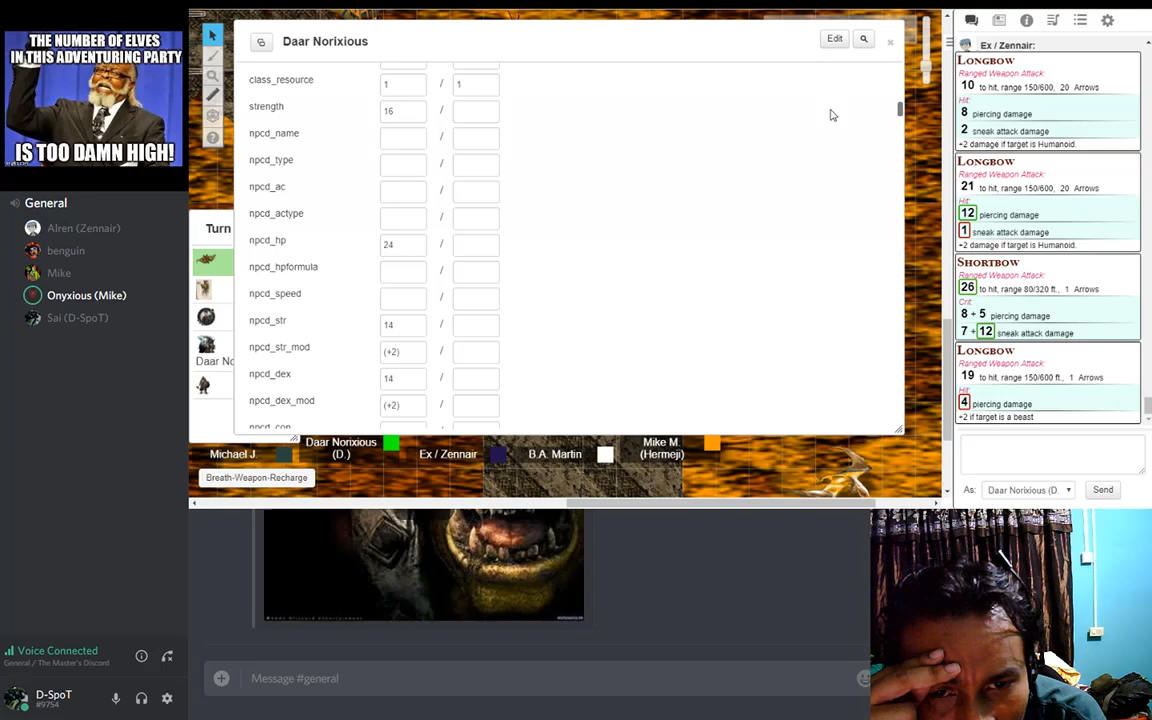 THE NUMBER OF ELVES
IN THIS ADVENTURING PARTY
IS TOO DAMN HIGH!
General
Alren (Zennair)
benguin
Mike
Onyxious (Mike)
Sai (D-SpoT)
Voice Connected
General / The Master's Discord
D-SpoT
#9754
Turn
Daar No
Daar Norixious
Edit
class_resource 1 / 1
strength 16 /
npcd_name /
npcd_type /
npcd_ac /
npcd_actype /
npcd_hp 24 /
npcd_hpformula /
npcd_speed /
npcd_str 14 /
npcd_str_mod (+2) /
npcd_dex 14 /
npcd_dex_mod (+2) /
Michael J.
Daar Norixious
(D.)
Ex / Zennair
B.A. Martin
Mike M.
(Hermeji)
Breath-Weapon-Recharge
Message #general
Ex / Zennair:
LONGBOW
Ranged Weapon Attack:
10 to hit, range 150/600, 20 Arrows
Hit:
8 piercing damage
2 sneak attack damage
+2 damage if target is Humanoid.
LONGBOW
Ranged Weapon Attack:
21 to hit, range 150/600, 20 Arrows
Hit:
12 piercing damage
1 sneak attack damage
+2 damage if target is Humanoid.
SHORTBOW
Ranged Weapon Attack:
26 to hit, range 80/320 ft., 1 Arrows
Crit:
8 + 5 piercing damage
7 + 12 sneak attack damage
LONGBOW
Ranged Weapon Attack:
19 to hit, range 150/600 ft., 1 Arrows
Hit:
4 piercing damage
+2 if target is a beast
As: Daar Norixious (D. Send